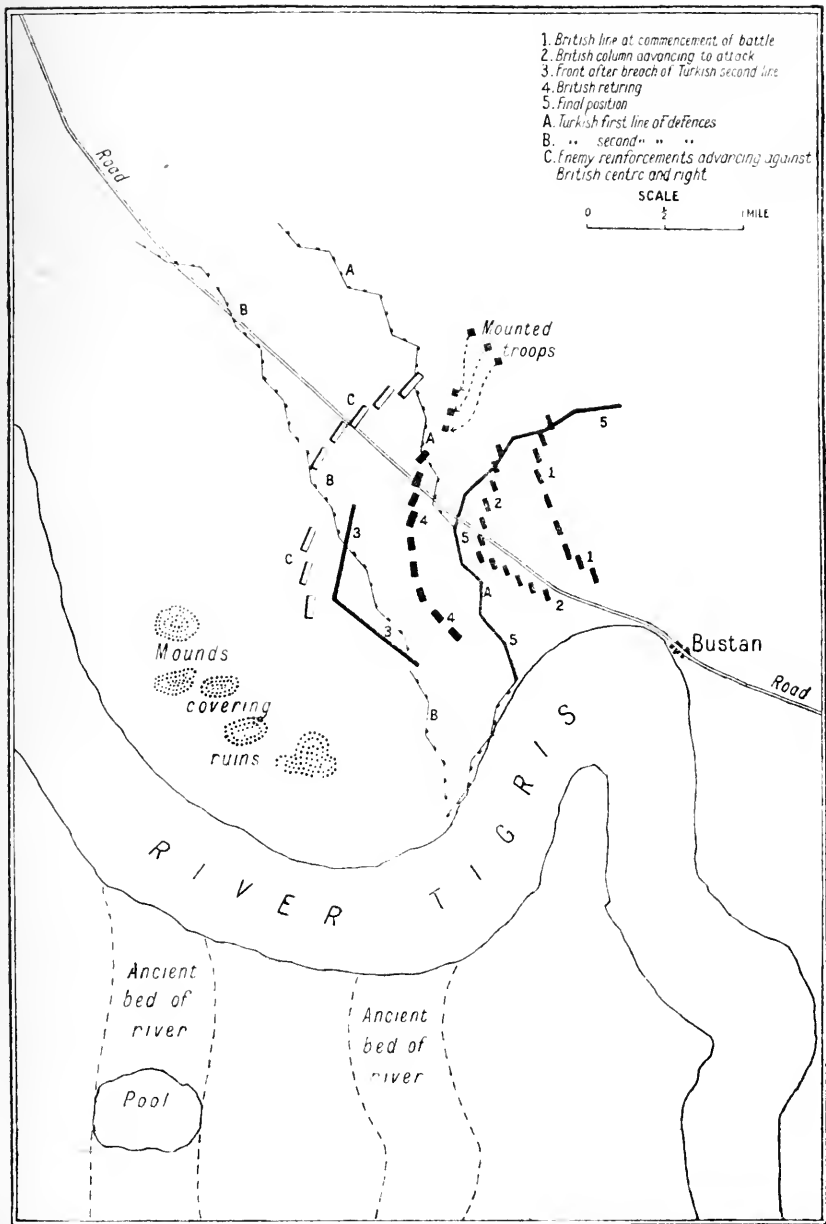 1. British line at commencement of battle
2. British column advancing to attack
3. Front after breach of Turkish second line
4. British retiring
5. Final position
A. Turkish first line of defences
B. " second " " "
C. Enemy reinforcements advancing against
British centre and right
SCALE
0 ½ 1 MILE
Road
A
B
Mounted
troops
C
5
A
1
B
2
4
3
5
C
1
A
2
4
3
5
Bustan
Mounds
Road
covering
B
ruins
RIVER TIGRIS
Ancient
bed of
river
Ancient
bed of
river
Pool